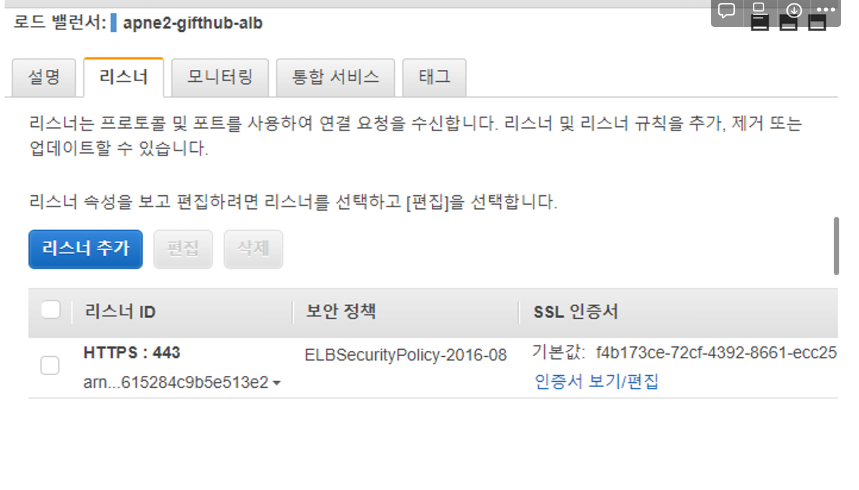 로드 밸런서: apne2-gifthub-alb
설명 리스너 모니터링 통합 서비스 태그
리스너는 프로토콜 및 포트를 사용하여 연결 요청을 수신합니다. 리스너 및 리스너 규칙을 추가, 제거 또는
업데이트할 수 있습니다.
리스너 속성을 보고 편집하려면 리스너를 선택하고 [편집]을 선택합니다.
리스너 추가 편집 삭제
리스너 ID 보안 정책 SSL 인증서
HTTPS : 443 ELBSecurityPolicy-2016-08 기본값: f4b173ce-72cf-4392-8661-ecc25
arn...615284c9b5e513e2 인증서 보기/편집